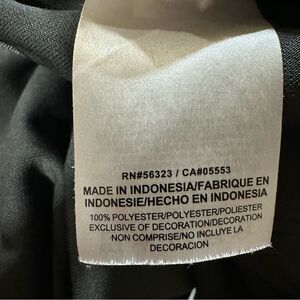 RN#56323 / CA#05553
MADE IN INDONESIA/FABRIQUE EN
INDONESIE/HECHO EN INDONESIA
100% POLYESTER/POLYESTER/POLIESTER
EXCLUSIVE OF DECORATION/DECORATION
NON COMPRISE/NO INCLUYE LA
DECORACION